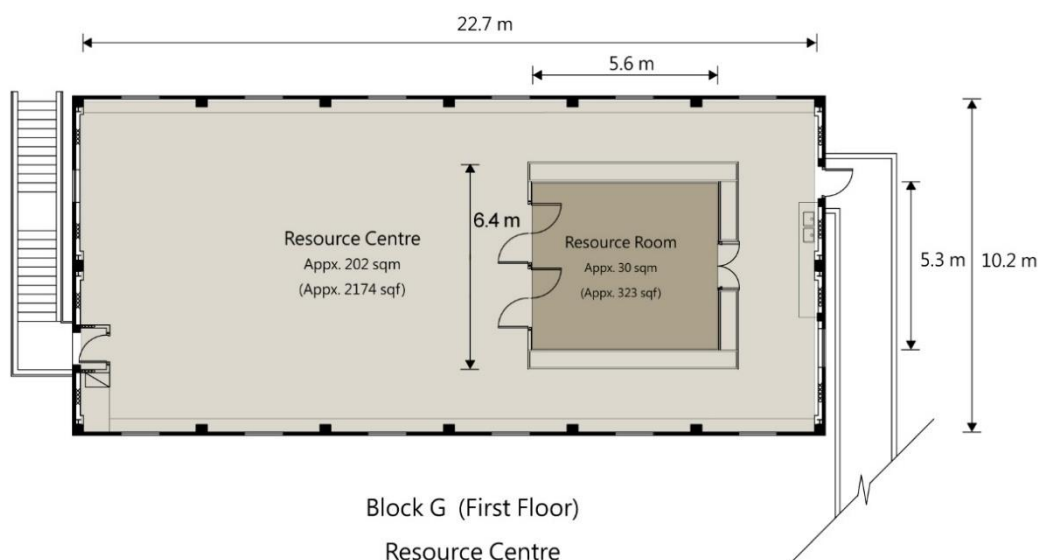 22.7 m
5.6 m
6.4 m
Resource Centre
Appx. 202 sqm
(Appx. 2174 sqf)
Resource Room
Appx. 30 sqm
(Appx. 323 sqf)
5.3 m
10.2 m
Block G (First Floor)
Resource Centre